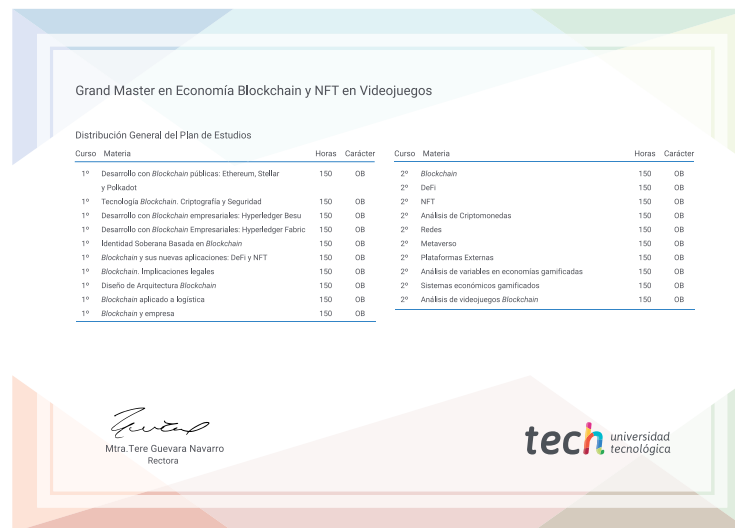 Grand Master en Economía Blockchain y NFT en Videojuegos
Distribución General del Plan de Estudios
Curso Materia Horas Carácter
1º Desarrollo con Blockchain públicas: Ethereum, Stellar 150 OB
y Polkadot
1º Tecnología Blockchain. Criptografía y Seguridad 150 OB
1º Desarrollo con Blockchain empresariales: Hyperledger Besu 150 OB
1º Desarrollo con Blockchain Empresariales: Hyperledger Fabric 150 OB
1º Identidad Soberana Basada en Blockchain 150 OB
1º Blockchain y sus nuevas aplicaciones: DeFi y NFT 150 OB
1º Blockchain. Implicaciones legales 150 OB
1º Diseño de Arquitectura Blockchain 150 OB
1º Blockchain aplicado a logística 150 OB
1º Blockchain y empresa 150 OB
Curso Materia Horas Carácter
2º Blockchain 150 OB
2º DeFi 150 OB
2º NFT 150 OB
2º Análisis de Criptomonedas 150 OB
2º Redes 150 OB
2º Metaverso 150 OB
2º Plataformas Externas 150 OB
2º Análisis de variables en economías gamificadas 150 OB
2º Sistemas económicos gamificados 150 OB
2º Análisis de videojuegos Blockchain 150 OB
Mtra.Tere Guevara Navarro
Rectora
tech universidad
tecnológica